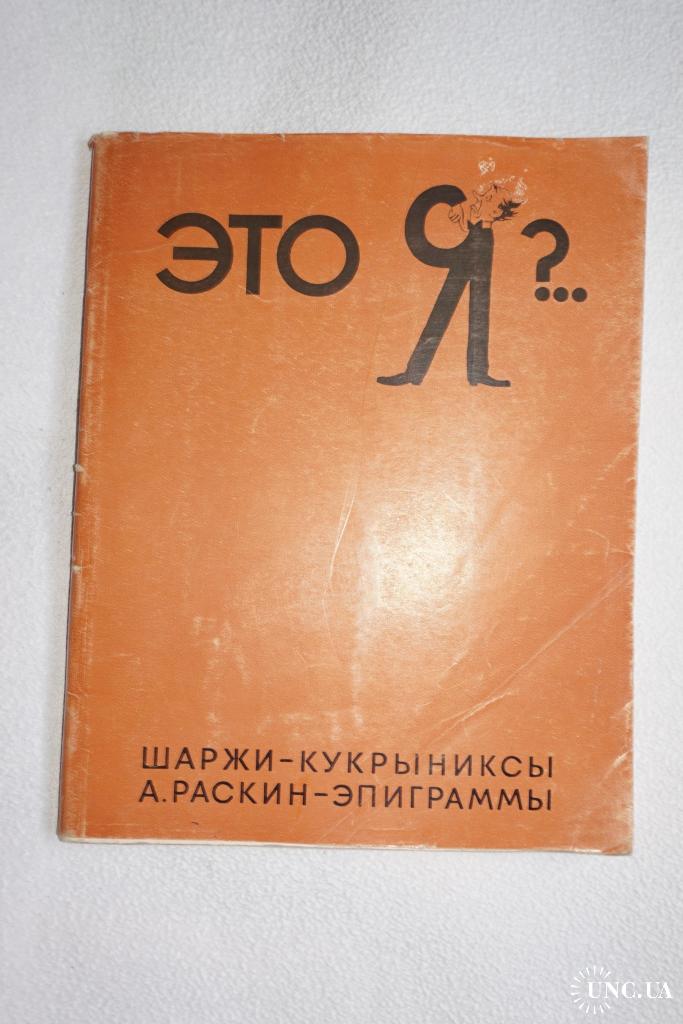 ЭТО Я?..
ШАРЖИ-КУКРЫНИКСЫ
А.РАСКИН-ЭПИГРАММЫ
UNC.UA